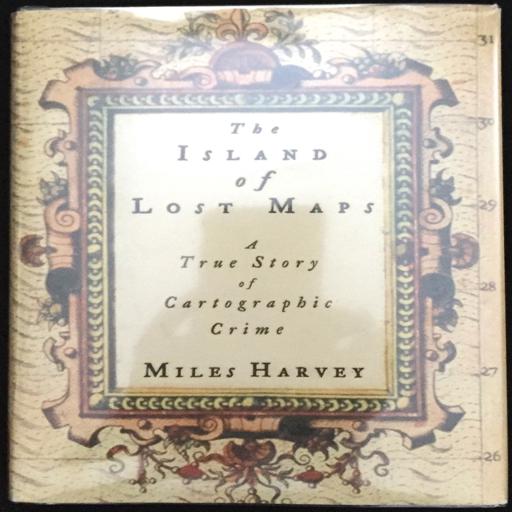 The
ISLAND
of
LOST MAPS
A
True Story
of
Cartographic
Crime
MILES HARVEY
31
30
29
28
27
26